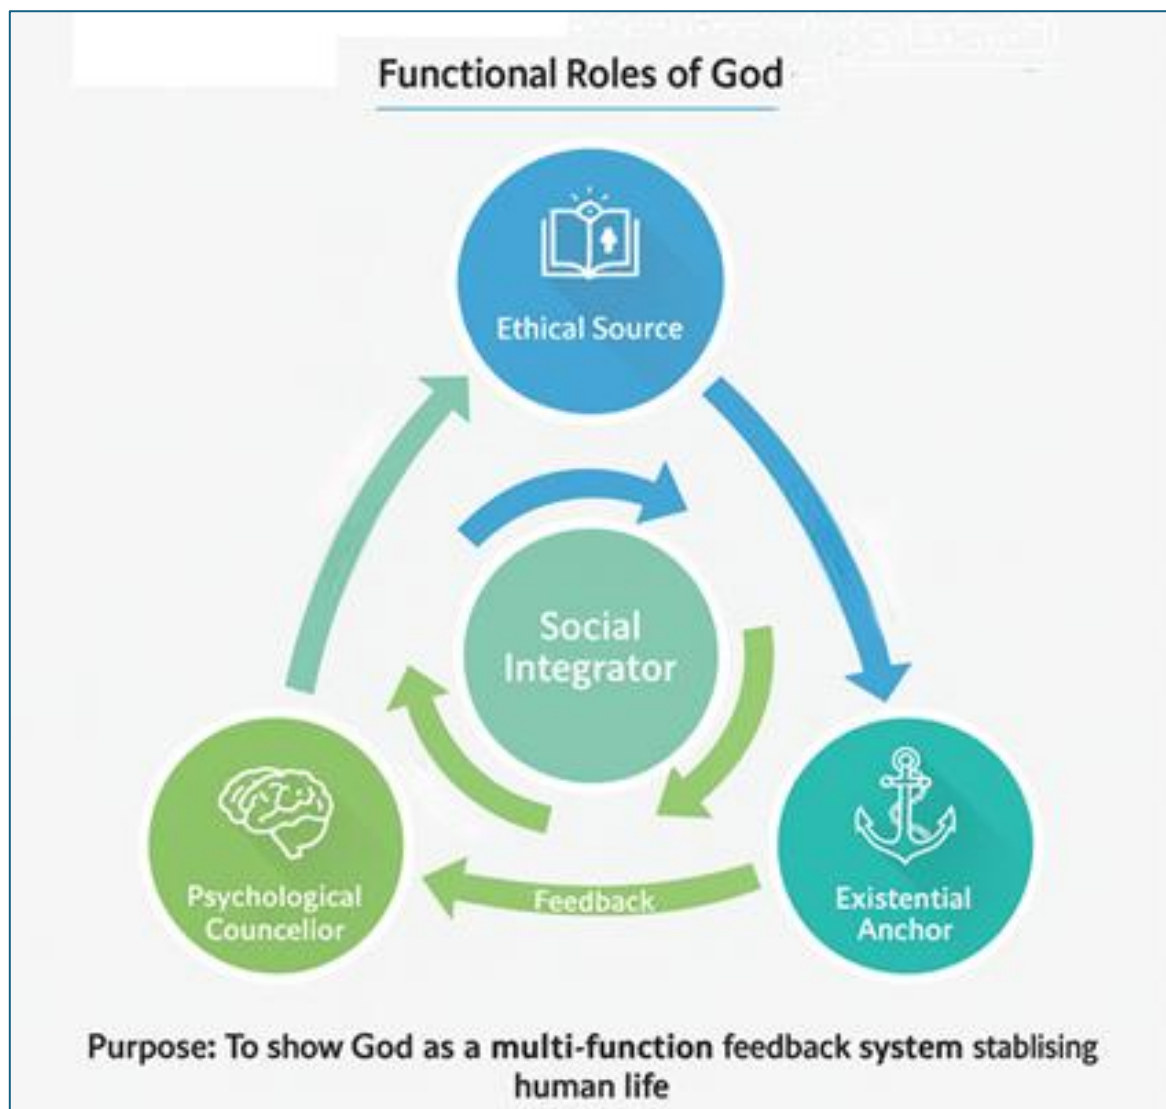 Functional Roles of God
Ethical Source
Social
Integrator
Psychological
Councellor
Feedback
Existential
Anchor
Purpose: To show God as a multi-function feedback system stablising
human life